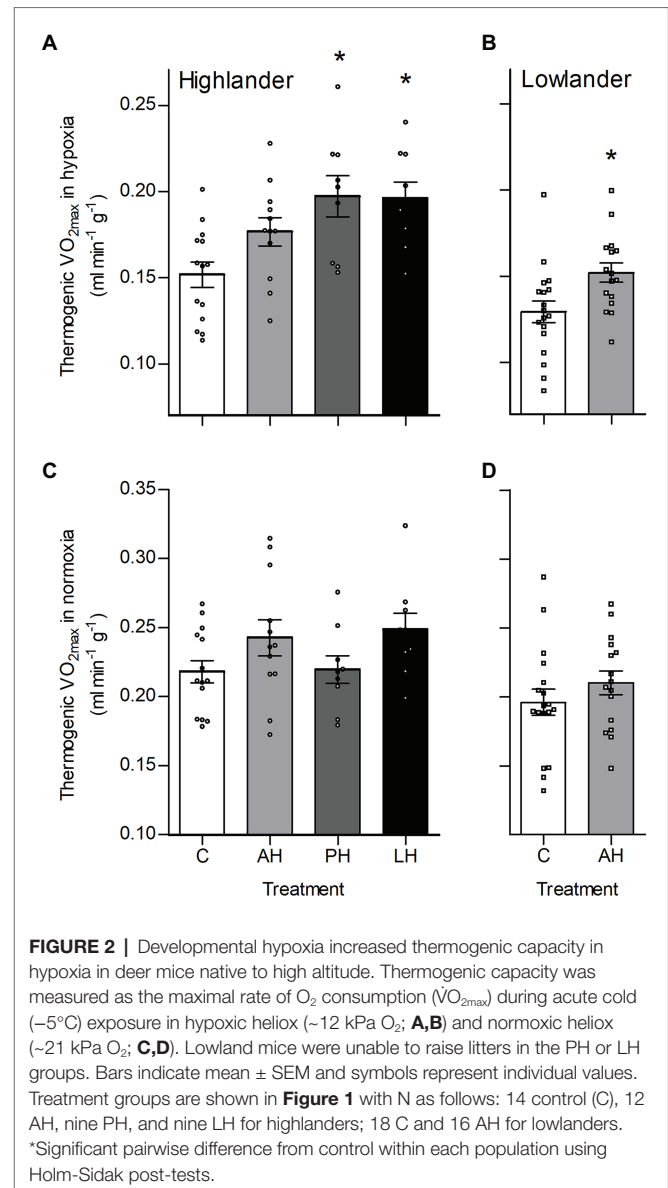 A
B
*
*
*
Highlander
Lowlander
0.25
0.20
0.15
0.10
Thermogenic VO2max in hypoxia
(ml min⁻¹ g⁻¹)
C
D
0.35
0.30
0.25
0.20
0.15
0.10
Thermogenic VO2max in normoxia
(ml min⁻¹ g⁻¹)
C AH PH LH
C AH
Treatment
Treatment
FIGURE 2 | Developmental hypoxia increased thermogenic capacity in
hypoxia in deer mice native to high altitude. Thermogenic capacity was
measured as the maximal rate of O₂ consumption (V̇O2max) during acute cold
(−5°C) exposure in hypoxic heliox (~12 kPa O₂; A,B) and normoxic heliox
(~21 kPa O₂; C,D). Lowland mice were unable to raise litters in the PH or LH
groups. Bars indicate mean ± SEM and symbols represent individual values.
Treatment groups are shown in Figure 1 with N as follows: 14 control (C), 12
AH, nine PH, and nine LH for highlanders; 18 C and 16 AH for lowlanders.
*Significant pairwise difference from control within each population using
Holm-Sidak post-tests.